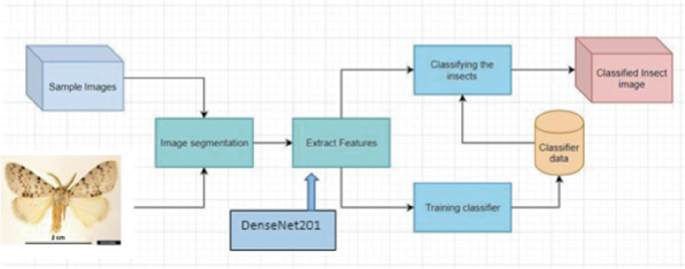 Sample Images
Image segmentation
Extract Features
DenseNet201
Classifying the
insects
Classified Insect
image
Classifier
data
Training classifier
2 cm